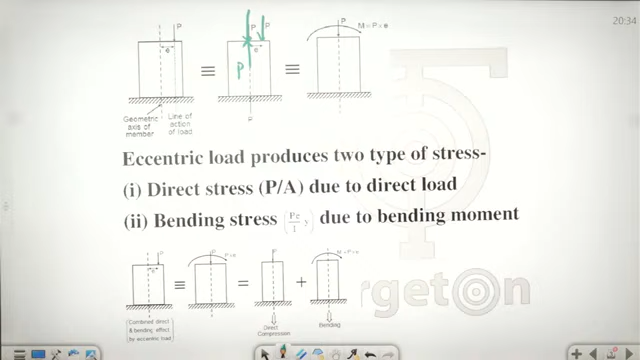 20:34
P
P
P
P
M = P × e
e
e
P
P
Geometric
axis of
member
Line of
action
of load
Eccentric load produces two type of stress-
(i) Direct stress (P/A) due to direct load
(ii) Bending stress (Pe/I y) due to bending moment
P
P
P×e
P
M=P×e
e
Combined direct
& bending effect
for eccentric load
Direct
Compression
Bending
rgeton